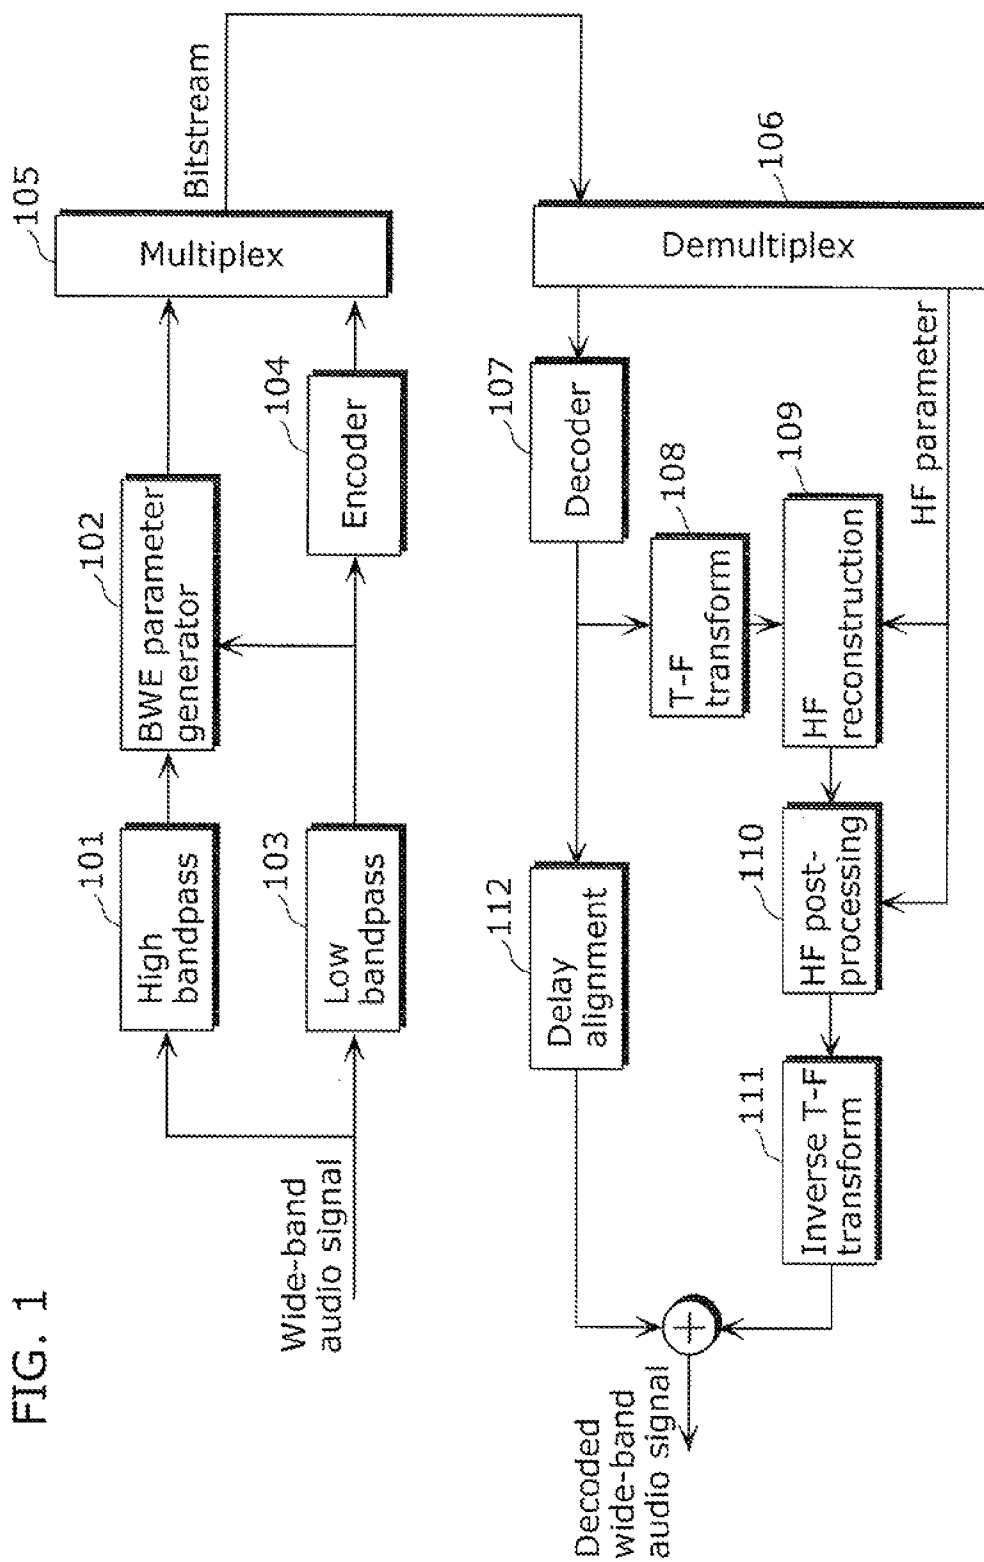 FIG. 1
Wide-band
audio signal
101
High
bandpass
102
BWE parameter
generator
103
Low
bandpass
104
Encoder
105
Multiplex
Bitstream
106
Demultiplex
107
Decoder
108
T-F
transform
109
HF
reconstruction
HF parameter
110
HF post-
processing
111
Inverse T-F
transform
112
Delay
alignment
+
Decoded
wide-band
audio signal